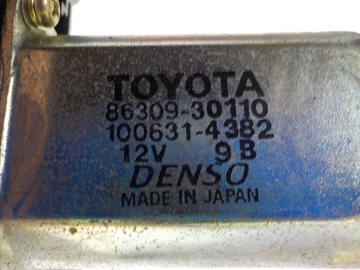 TOYOTA
86309-30110
100631-4382
12V 9B
DENSO
MADE IN JAPAN